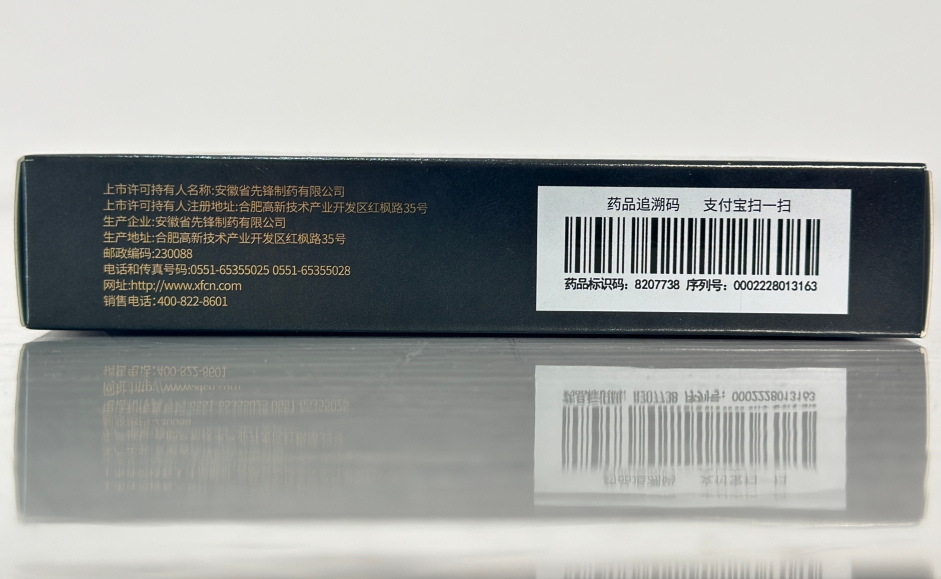 上市许可持有人名称:安徽省先锋制药有限公司
上市许可持有人注册地址:合肥高新技术产业开发区红枫路35号
生产企业:安徽省先锋制药有限公司
生产地址:合肥高新技术产业开发区红枫路35号
邮政编码:230088
电话和传真号码:0551-65355025 0551-65355028
网址:http://www.xfcn.com
销售电话:400-822-8601
药品追溯码 支付宝扫一扫
药品标识码: 8207738 序列号: 0002228013163